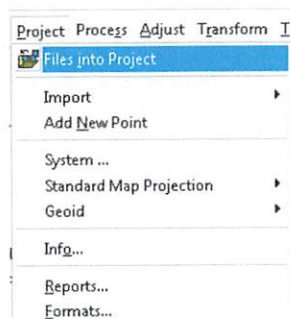 Project Process Adjust Transform T
Files into Project
Import
Add New Point
System ...
Standard Map Projection
Geoid
Info...
Reports...
Formats...